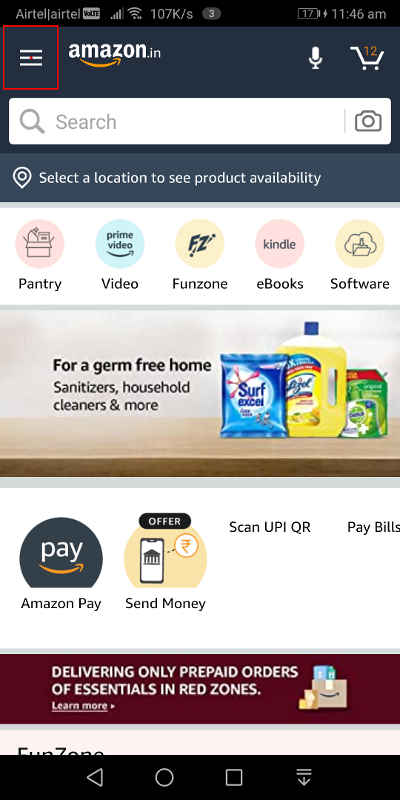 Airtel|airtel VoLTE 107K/s 3 17 11:46 am
amazon.in
12
Search
Select a location to see product availability
prime
video
FZ
kindle
Pantry
Video
Funzone
eBooks
Software
For a germ free home
Sanitizers, household
cleaners & more
Surf
excel
Lizol
Dettol
OFFER
pay
₹
Scan UPI QR
Pay Bills
Amazon Pay
Send Money
DELIVERING ONLY PREPAID ORDERS
OF ESSENTIALS IN RED ZONES.
Learn more
FunZone